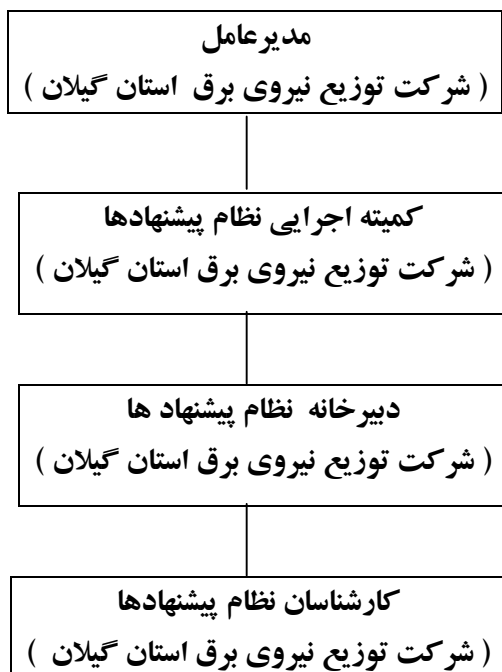 مدیرعامل
( شرکت توزیع نیروی برق استان گیلان )
کمیته اجرایی نظام پیشنهادها
( شرکت توزیع نیروی برق استان گیلان )
دبیرخانه نظام پیشنهاد ها
( شرکت توزیع نیروی برق استان گیلان )
کارشناسان نظام پیشنهادها
( شرکت توزیع نیروی برق استان گیلان )